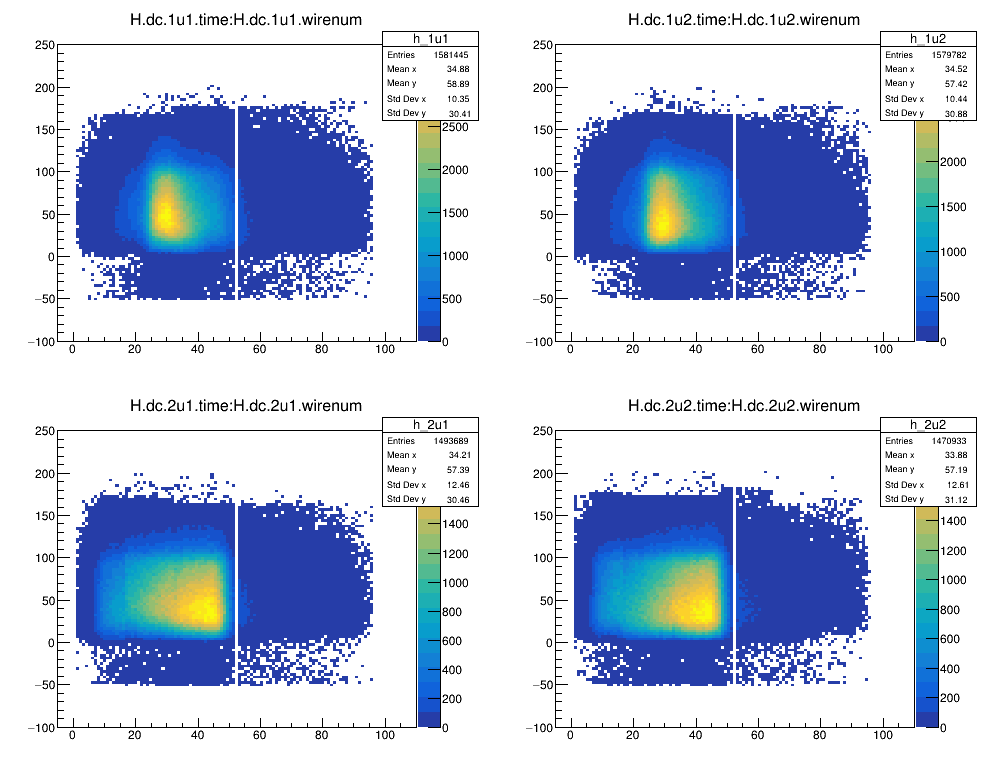 H.dc.1u1.time:H.dc.1u1.wirenum
h_1u1
Entries 1581445
Mean x 34.88
Mean y 58.89
Std Dev x 10.35
Std Dev y 30.41
250
200
150
100
50
0
−50
−100
0 20 40 60 80 100
2500
2000
1500
1000
500
0
H.dc.1u2.time:H.dc.1u2.wirenum
h_1u2
Entries 1579782
Mean x 34.52
Mean y 57.42
Std Dev x 10.44
Std Dev y 30.88
250
200
150
100
50
0
−50
−100
0 20 40 60 80 100
2000
1500
1000
500
0
H.dc.2u1.time:H.dc.2u1.wirenum
h_2u1
Entries 1493689
Mean x 34.21
Mean y 57.39
Std Dev x 12.46
Std Dev y 30.46
250
200
150
100
50
0
−50
−100
0 20 40 60 80 100
1400
1200
1000
800
600
400
200
0
H.dc.2u2.time:H.dc.2u2.wirenum
h_2u2
Entries 1470933
Mean x 33.88
Mean y 57.19
Std Dev x 12.61
Std Dev y 31.12
250
200
150
100
50
0
−50
−100
0 20 40 60 80 100
1400
1200
1000
800
600
400
200
0